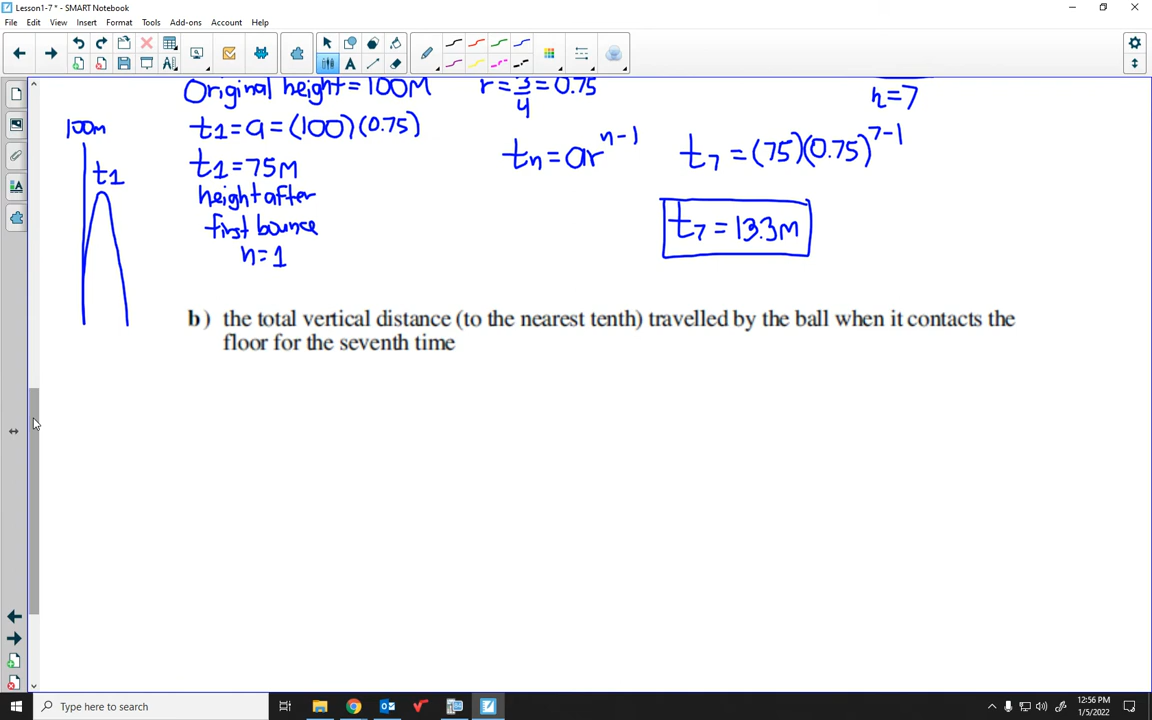 Lesson1-7 * - SMART Notebook
File Edit View Insert Format Tools Add-ons Account Help
Original height = 100M
r = 3/4 = 0.75
n = 7
100m
t1 = a = (100)(0.75)
tn = ar^n-1
t7 = (75)(0.75)^7-1
t1
t1 = 75M
height after
first bounce
n = 1
t7 = 13.3M
b) the total vertical distance (to the nearest tenth) travelled by the ball when it contacts the
floor for the seventh time
Type here to search
12:56 PM
1/5/2022